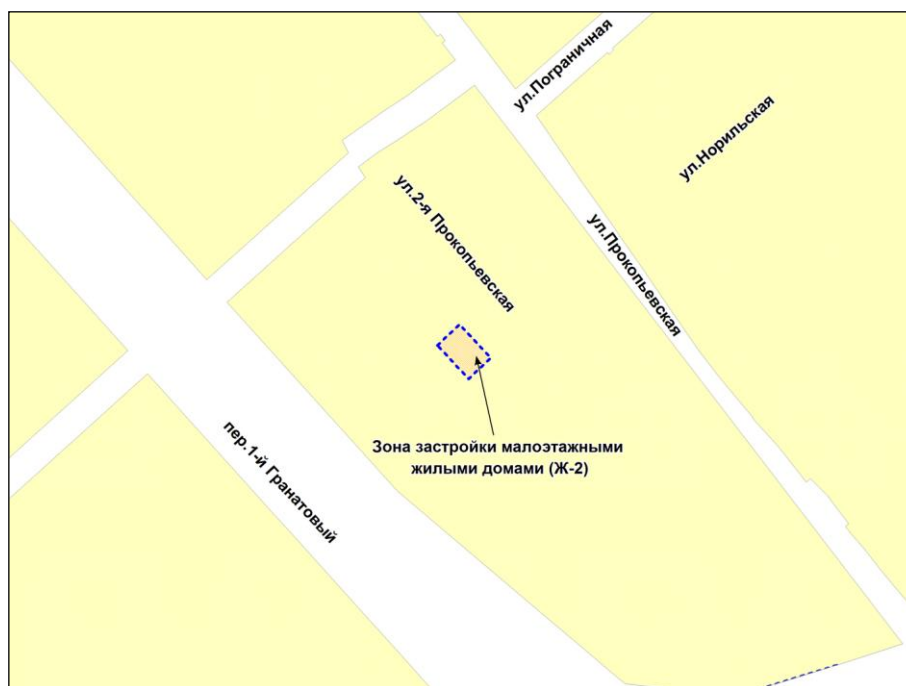 ул.Пограничная
ул.Норильская
ул.2-я Прокопьевская
ул.Прокопьевская
Зона застройки малоэтажными
жилыми домами (Ж-2)
пер.1-й Гранатовый